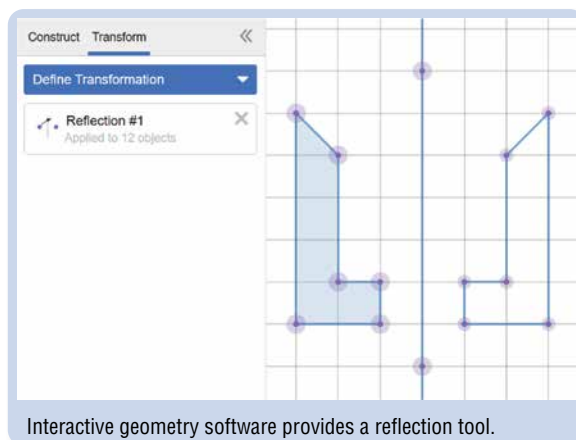 Construct Transform
Define Transformation
Reflection #1
Applied to 12 objects
Interactive geometry software provides a reflection tool.